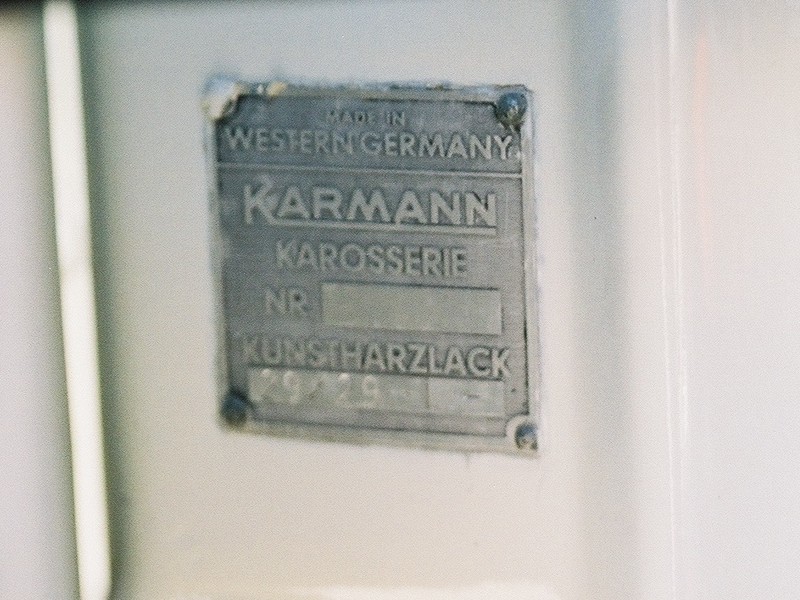 MADE IN
WESTERN GERMANY
KARMANN
KAROSSERIE
NR
KUNSTHARZLACK